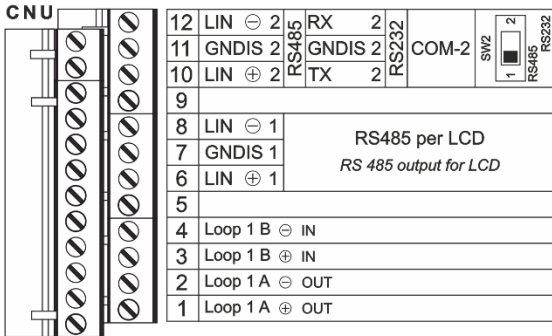 CNU
12 LIN ⊖ 2 RS485 RX 2 RS232 COM-2 SW2 1 2 RS485 RS232
11 GNDIS 2 GNDIS 2
10 LIN ⊕ 2 TX 2
9
8 LIN ⊖ 1 RS485 per LCD
7 GNDIS 1 RS 485 output for LCD
6 LIN ⊕ 1
5
4 Loop 1 B ⊖ IN
3 Loop 1 B ⊕ IN
2 Loop 1 A ⊖ OUT
1 Loop 1 A ⊕ OUT